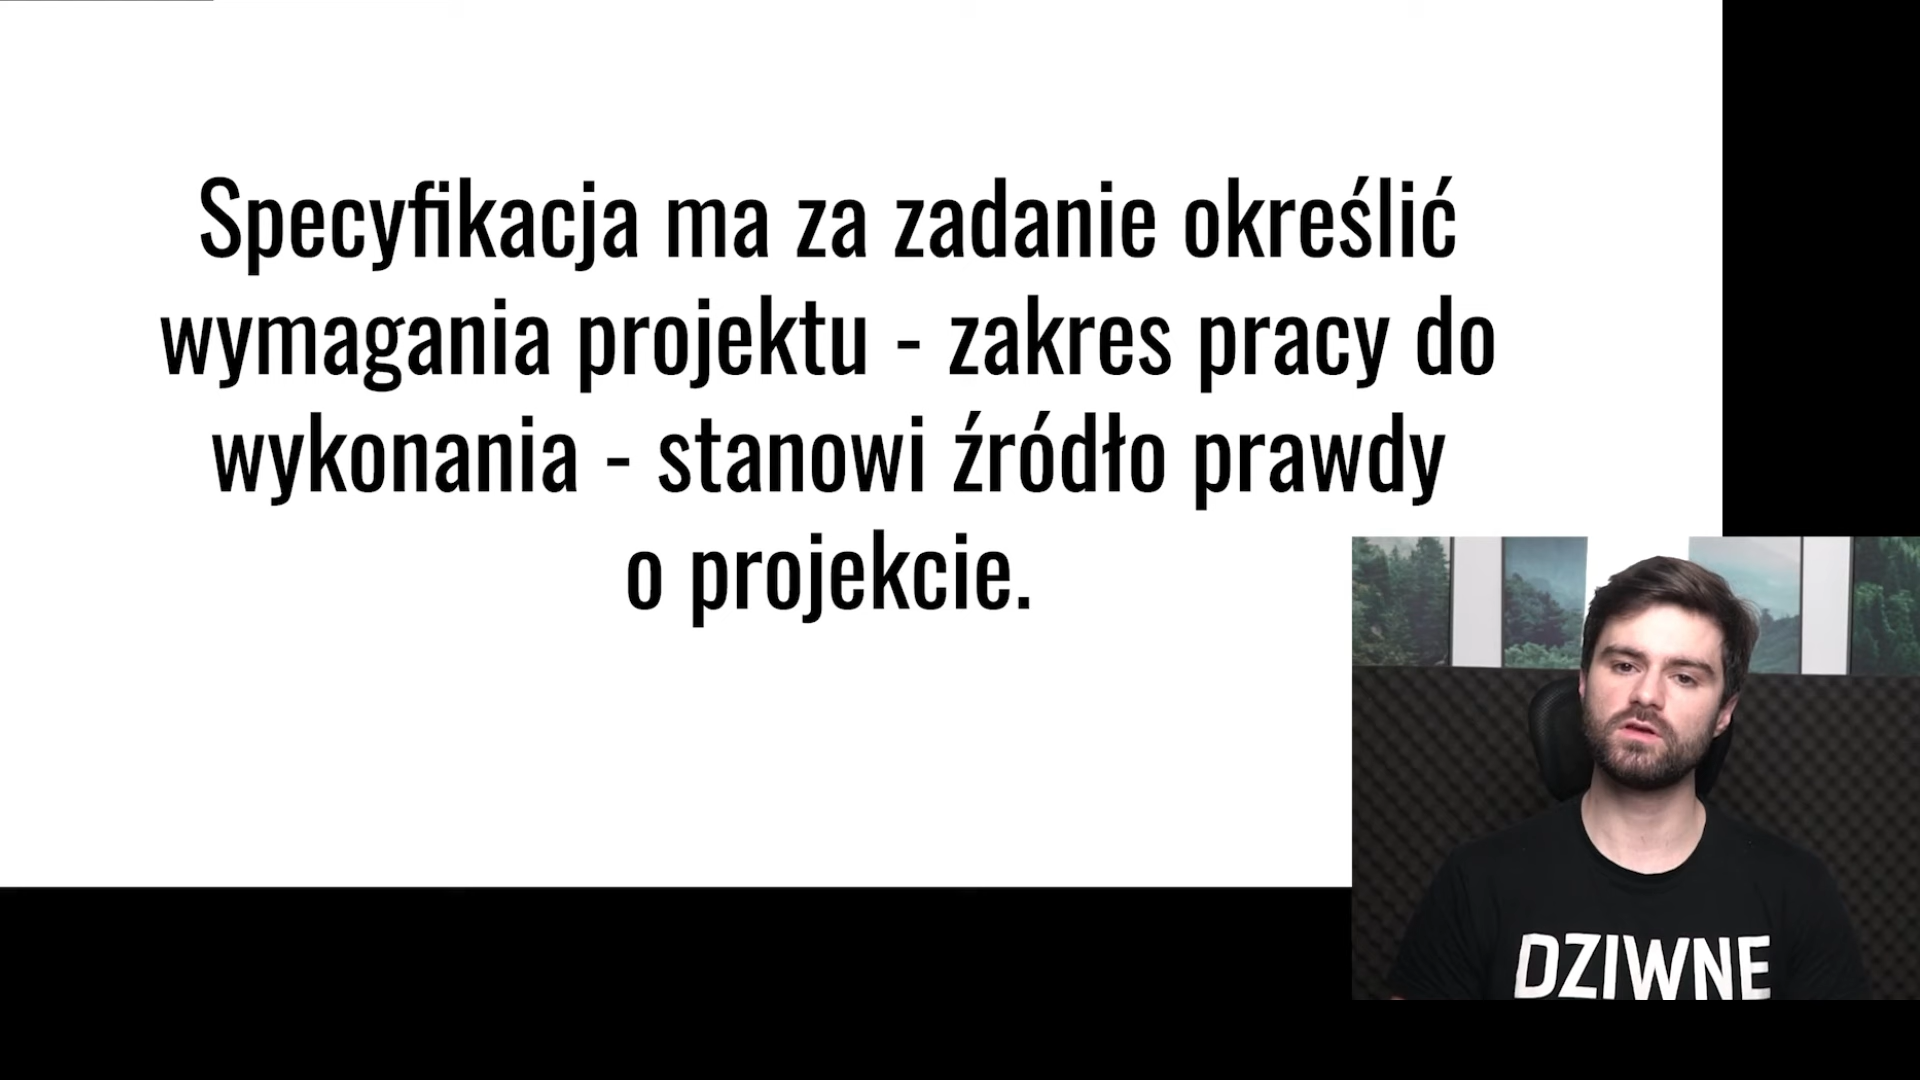 Specyfikacja ma za zadanie określić
wymagania projektu - zakres pracy do
wykonania - stanowi źródło prawdy
o projekcie.
DZIWNE